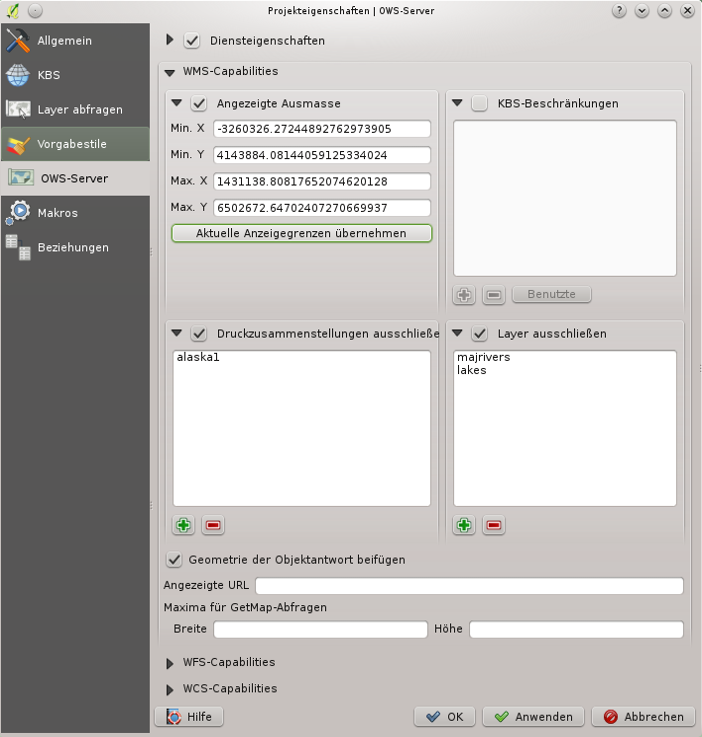 Projekteigenschaften | OWS-Server
Allgemein
KBS
Layer abfragen
Vorgabestile
OWS-Server
Makros
Beziehungen
Diensteigenschaften
WMS-Capabilities
Angezeigte Ausmasse
Min. X -3260326.27244892762973905
Min. Y 4143884.08144059125334024
Max. X 1431138.80817652074620128
Max. Y 6502672.64702407270669937
Aktuelle Anzeigegrenzen übernehmen
KBS-Beschränkungen
Benutzte
Druckzusammenstellungen ausschließe
alaska1
Layer ausschließen
majrivers
lakes
Geometrie der Objektantwort beifügen
Angezeigte URL
Maxima für GetMap-Abfragen
Breite Höhe
WFS-Capabilities
WCS-Capabilities
Hilfe OK Anwenden Abbrechen